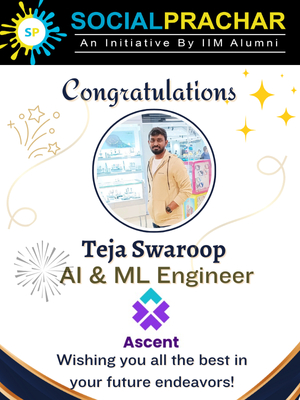 SP
SOCIALPRACHAR
An Initiative By IIM Alumni
Congratulations
Teja Swaroop
AI & ML Engineer
Ascent
Wishing you all the best in
your future endeavors!